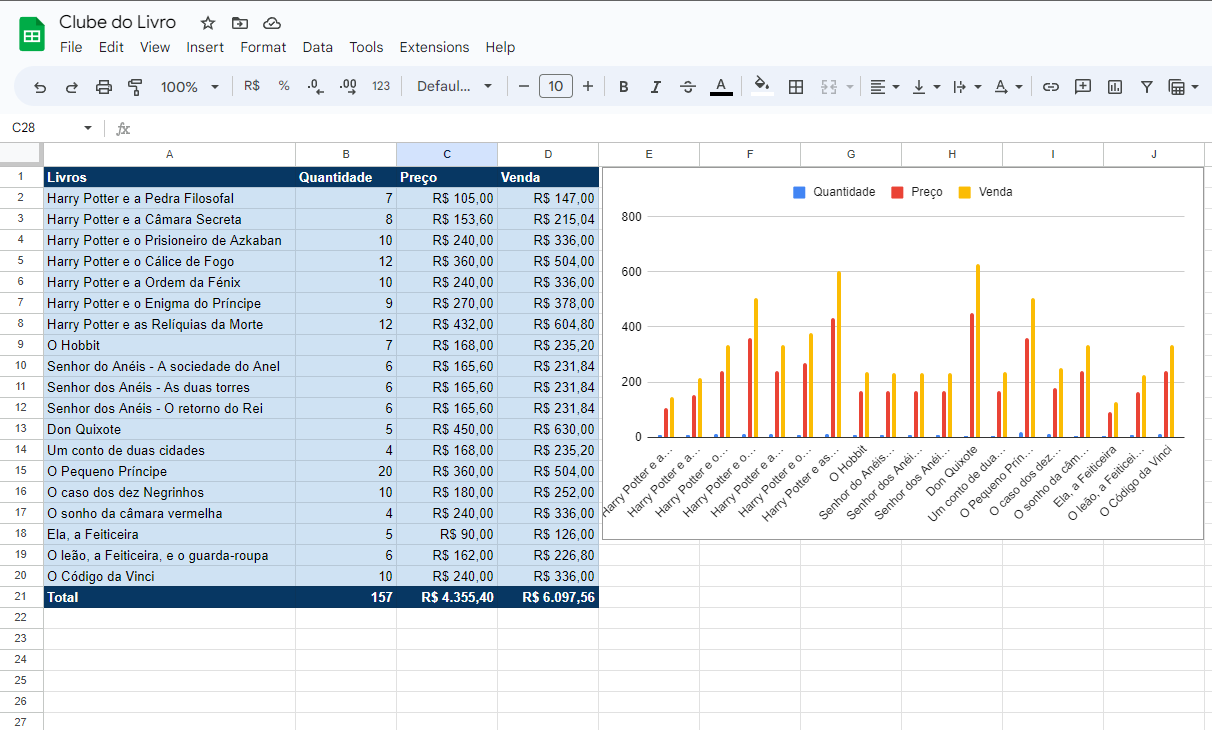 Clube do Livro
File Edit View Insert Format Data Tools Extensions Help
100% R$ % .0 .00 123 Defaul... 10 B I A A
C28 fx
A B C D E F G H I J
1 Livros Quantidade Preço Venda
2 Harry Potter e a Pedra Filosofal 7 R$ 105,00 R$ 147,00
3 Harry Potter e a Câmara Secreta 8 R$ 153,60 R$ 215,04
4 Harry Potter e o Prisioneiro de Azkaban 10 R$ 240,00 R$ 336,00
5 Harry Potter e o Cálice de Fogo 12 R$ 360,00 R$ 504,00
6 Harry Potter e a Ordem da Fénix 10 R$ 240,00 R$ 336,00
7 Harry Potter e o Enigma do Príncipe 9 R$ 270,00 R$ 378,00
8 Harry Potter e as Relíquias da Morte 12 R$ 432,00 R$ 604,80
9 O Hobbit 7 R$ 168,00 R$ 235,20
10 Senhor do Anéis - A sociedade do Anel 6 R$ 165,60 R$ 231,84
11 Senhor dos Anéis - As duas torres 6 R$ 165,60 R$ 231,84
12 Senhor dos Anéis - O retorno do Rei 6 R$ 165,60 R$ 231,84
13 Don Quixote 5 R$ 450,00 R$ 630,00
14 Um conto de duas cidades 4 R$ 168,00 R$ 235,20
15 O Pequeno Príncipe 20 R$ 360,00 R$ 504,00
16 O caso dos dez Negrinhos 10 R$ 180,00 R$ 252,00
17 O sonho da câmara vermelha 4 R$ 240,00 R$ 336,00
18 Ela, a Feiticeira 5 R$ 90,00 R$ 126,00
19 O leão, a Feiticeira, e o guarda-roupa 6 R$ 162,00 R$ 226,80
20 O Código da Vinci 10 R$ 240,00 R$ 336,00
21 Total 157 R$ 4.355,40 R$ 6.097,56
22
23
24
25
26
27
Quantidade Preço Venda
800
600
400
200
0
Harry Potter e a...
Harry Potter e a...
Harry Potter e o...
Harry Potter e o...
Harry Potter e a...
Harry Potter e o...
Harry Potter e as...
O Hobbit
Senhor do Anéis...
Senhor dos Anéi...
Senhor dos Anéi...
Don Quixote
Um conto de dua...
O Pequeno Prín...
O caso dos dez...
O sonho da câm...
Ela, a Feiticeira
O leão, a Feiticei...
O Código da Vinci